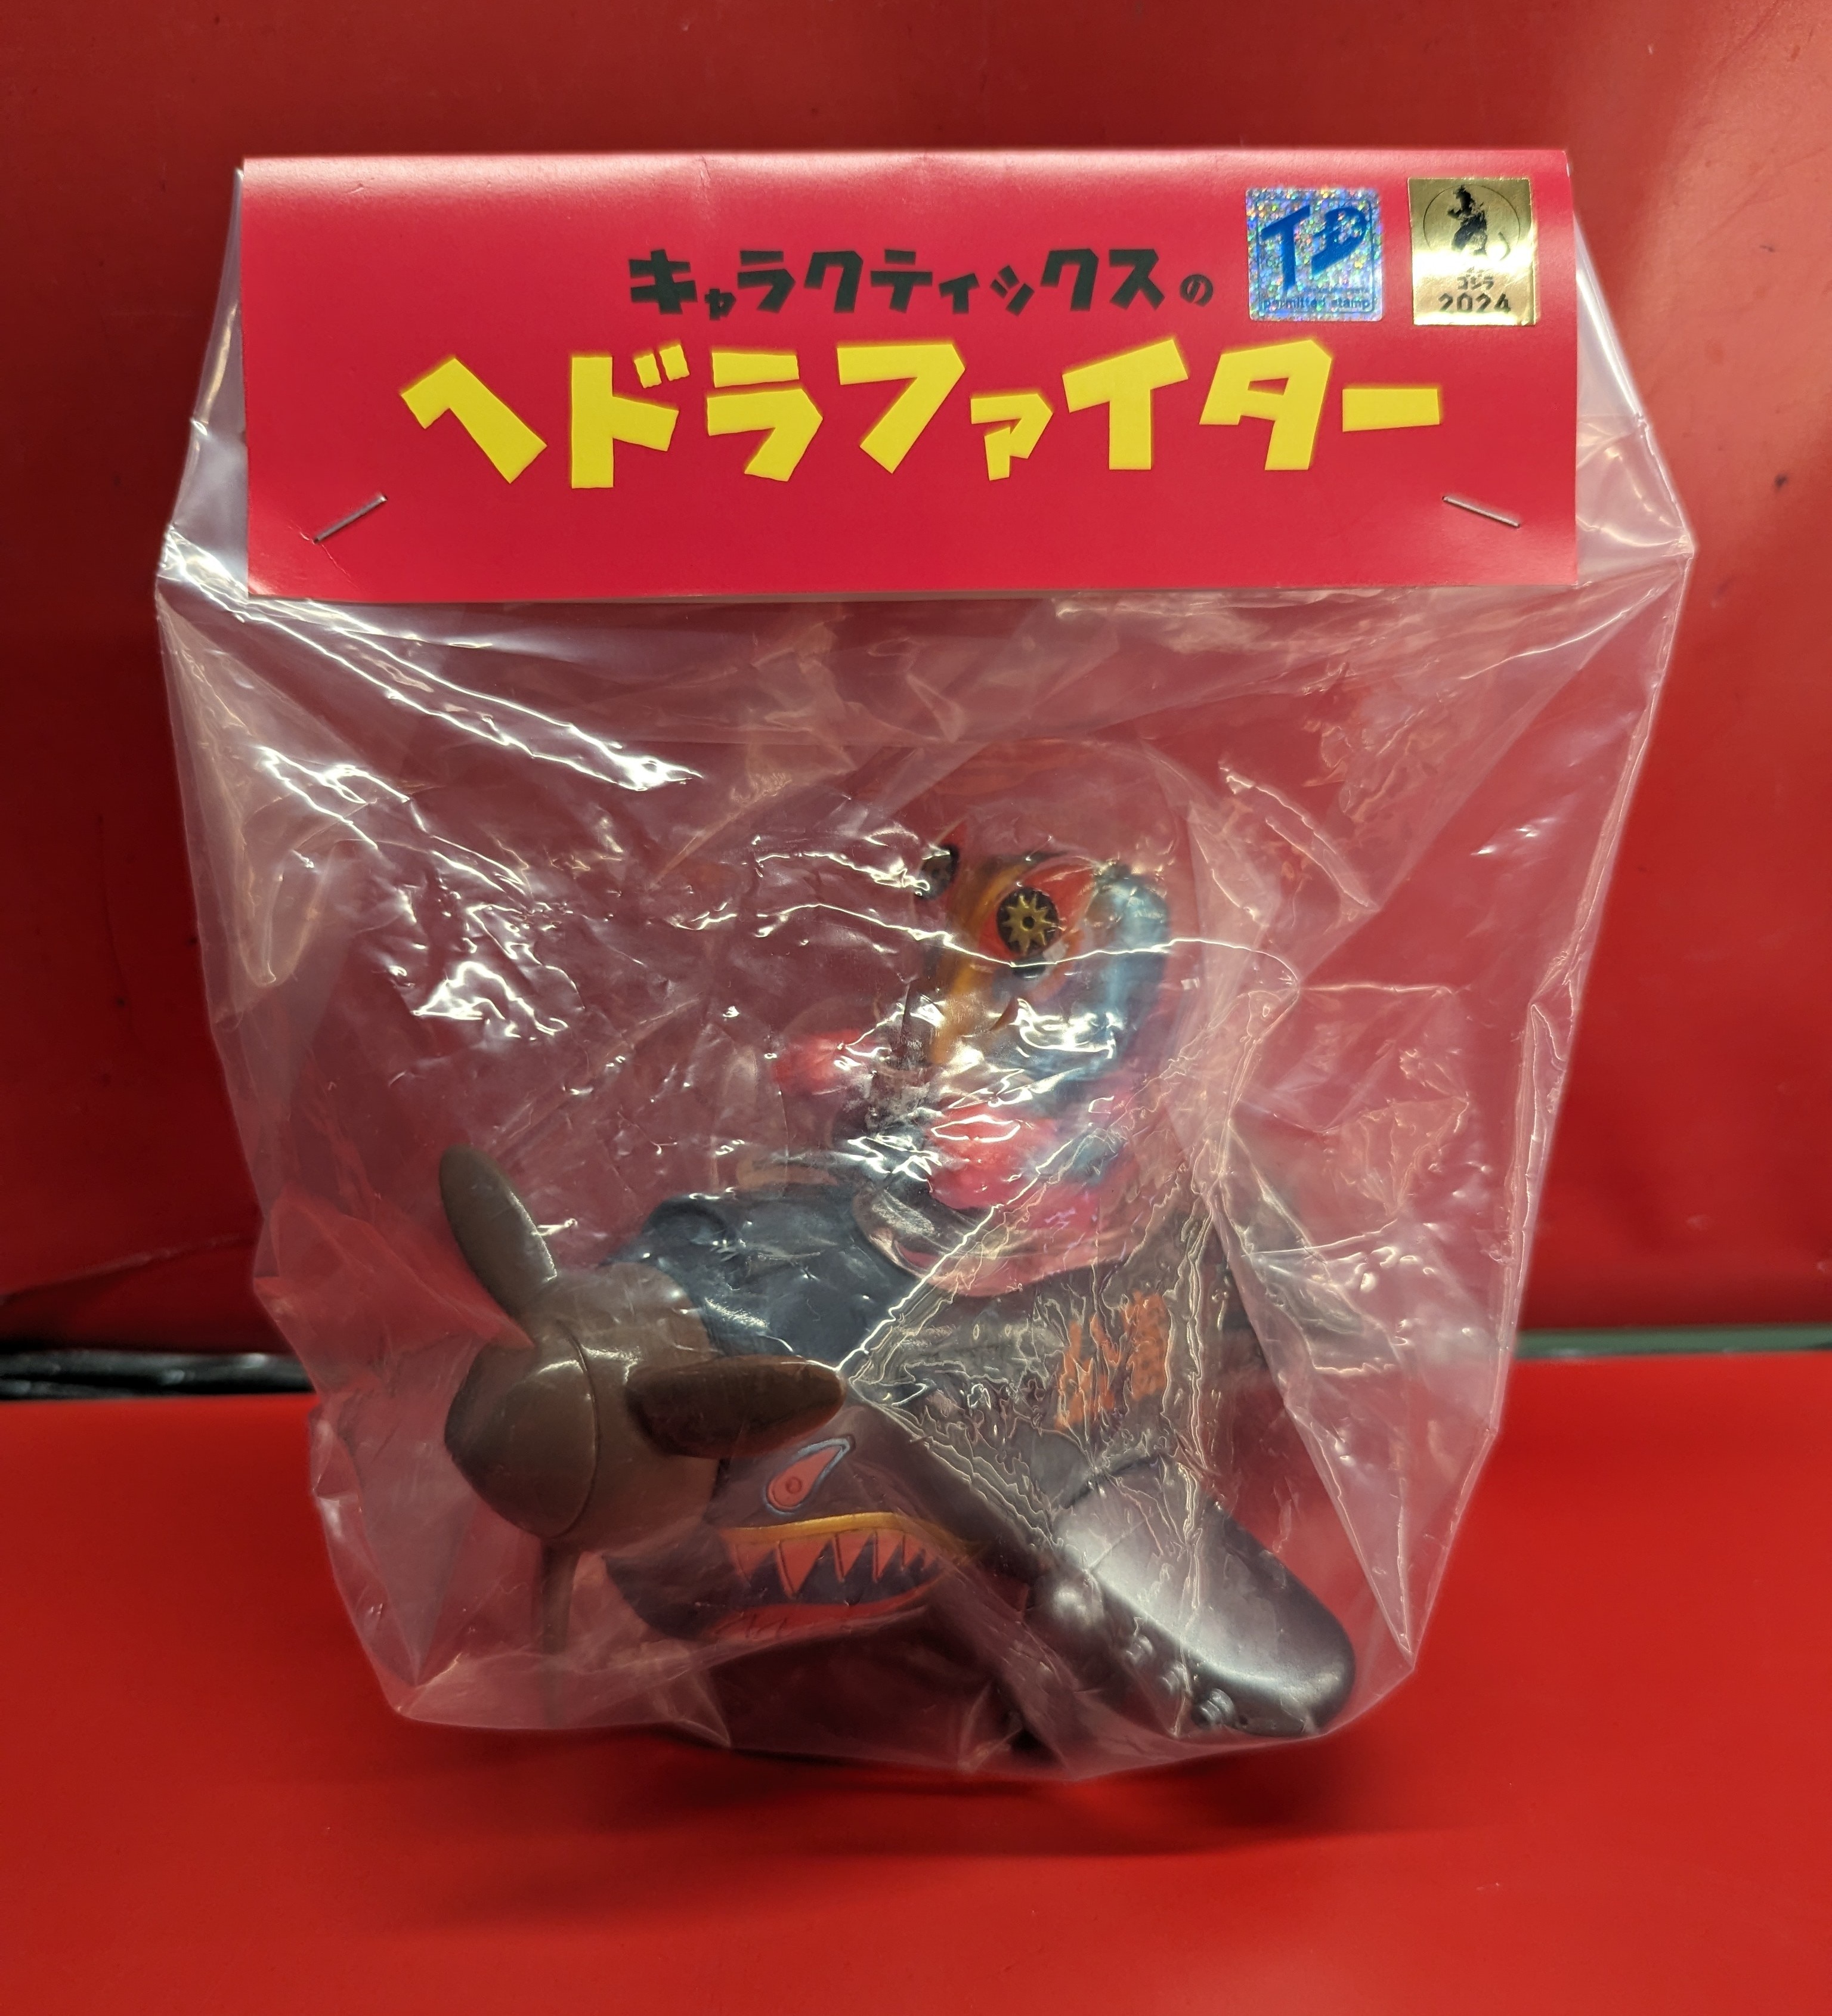 キャラクティックスの
ヘドラファイター
TD
permitted stamp
ゴジラ
2024